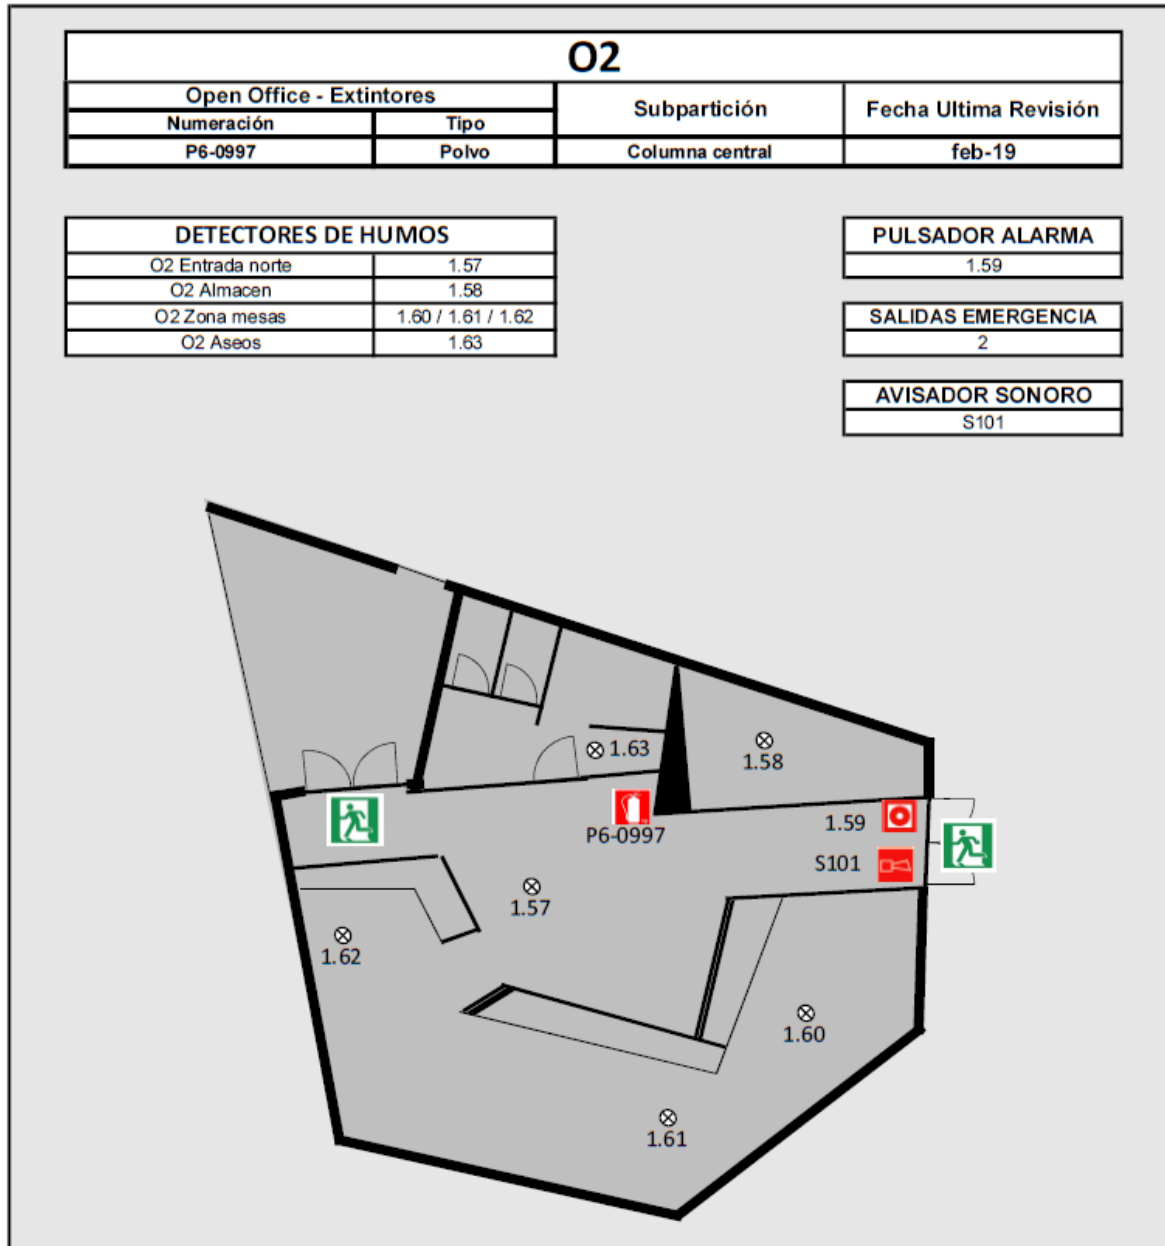 O2
Open Office - Extintores Subpartición Fecha Ultima Revisión
Numeración Tipo
P6-0997 Polvo Columna central feb-19
DETECTORES DE HUMOS
O2 Entrada norte 1.57
O2 Almacen 1.58
O2 Zona mesas 1.60 / 1.61 / 1.62
O2 Aseos 1.63
PULSADOR ALARMA
1.59
SALIDAS EMERGENCIA
2
AVISADOR SONORO
S101
1.63
1.58
1.59
P6-0997
S101
1.57
1.62
1.60
1.61